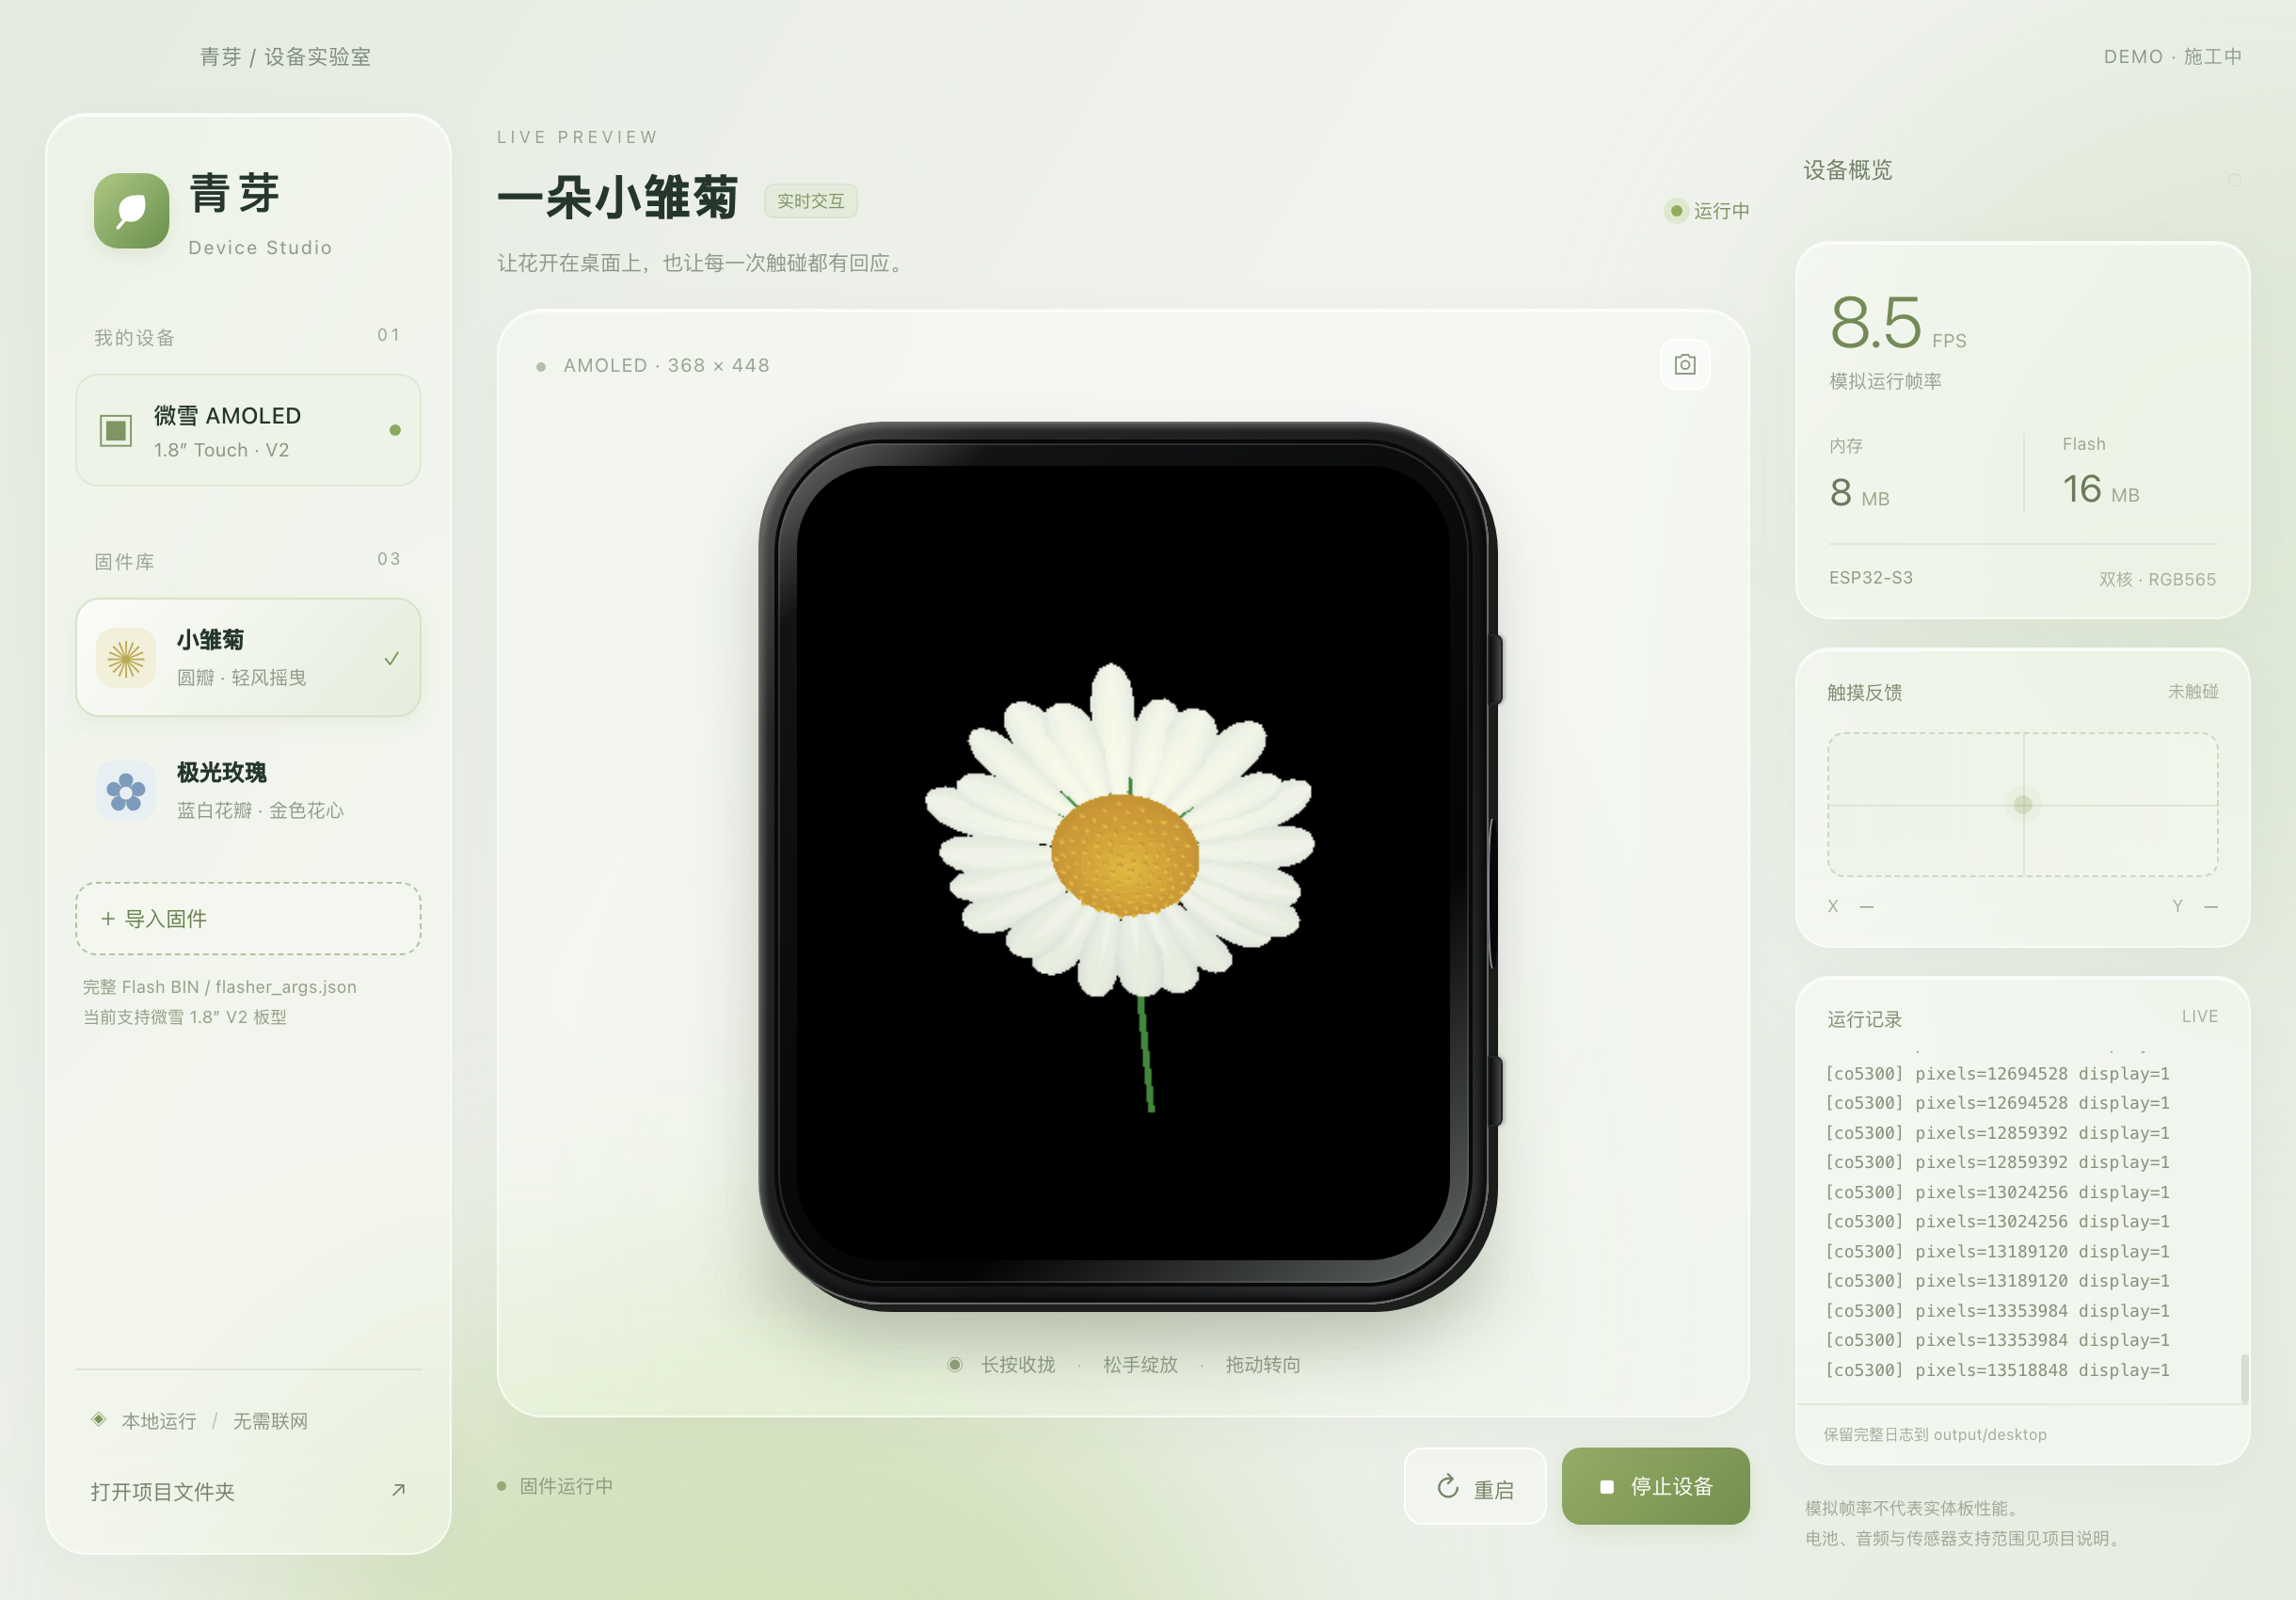 青芽 / 设备实验室
DEMO · 施工中
青芽
Device Studio
我的设备 01
微雪 AMOLED
1.8″ Touch · V2
固件库 03
小雏菊
圆瓣 · 轻风摇曳
极光玫瑰
蓝白花瓣 · 金色花心
+ 导入固件
完整 Flash BIN / flasher_args.json
当前支持微雪 1.8″ V2 板型
本地运行 / 无需联网
打开项目文件夹 ↗
LIVE PREVIEW
一朵小雏菊 实时交互
运行中
让花开在桌面上，也让每一次触碰都有回应。
AMOLED · 368 × 448
长按收拢 · 松手绽放 · 拖动转向
固件运行中
重启
停止设备
设备概览
8.5 FPS
模拟运行帧率
内存 Flash
8 MB 16 MB
ESP32-S3 双核 · RGB565
触摸反馈 未触碰
X — Y —
运行记录 LIVE
[co5300] pixels=12694528 display=1
[co5300] pixels=12694528 display=1
[co5300] pixels=12859392 display=1
[co5300] pixels=12859392 display=1
[co5300] pixels=13024256 display=1
[co5300] pixels=13024256 display=1
[co5300] pixels=13189120 display=1
[co5300] pixels=13189120 display=1
[co5300] pixels=13353984 display=1
[co5300] pixels=13353984 display=1
[co5300] pixels=13518848 display=1
保留完整日志到 output/desktop
模拟帧率不代表实体板性能。
电池、音频与传感器支持范围见项目说明。